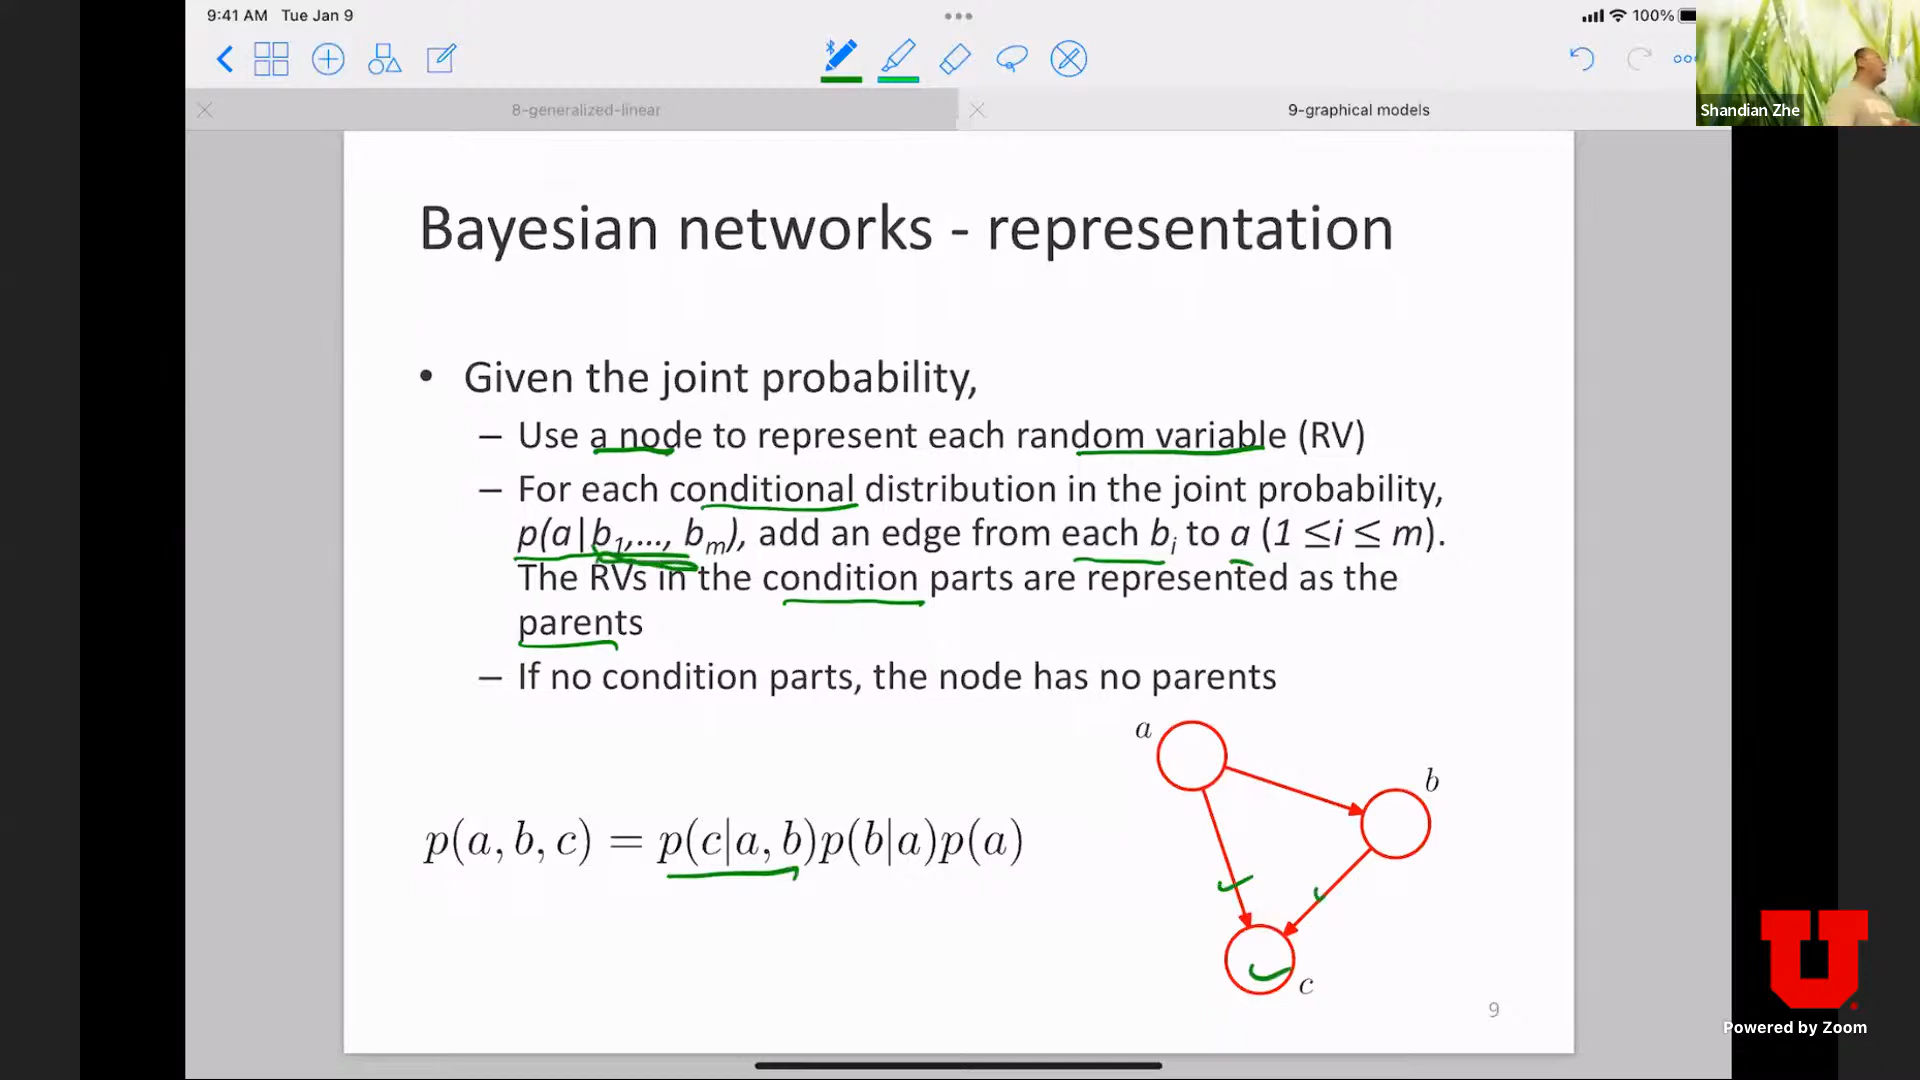 9:41 AM Tue Jan 9
100%
8-generalized-linear
9-graphical models
Shandian Zhe
Bayesian networks - representation
• Given the joint probability,
– Use a node to represent each random variable (RV)
– For each conditional distribution in the joint probability,
p(a|b₁,..., bₘ), add an edge from each bᵢ to a (1 ≤i ≤ m).
The RVs in the condition parts are represented as the
parents
– If no condition parts, the node has no parents
a
b
p(a, b, c) = p(c|a, b)p(b|a)p(a)
c
9
U
Powered by Zoom